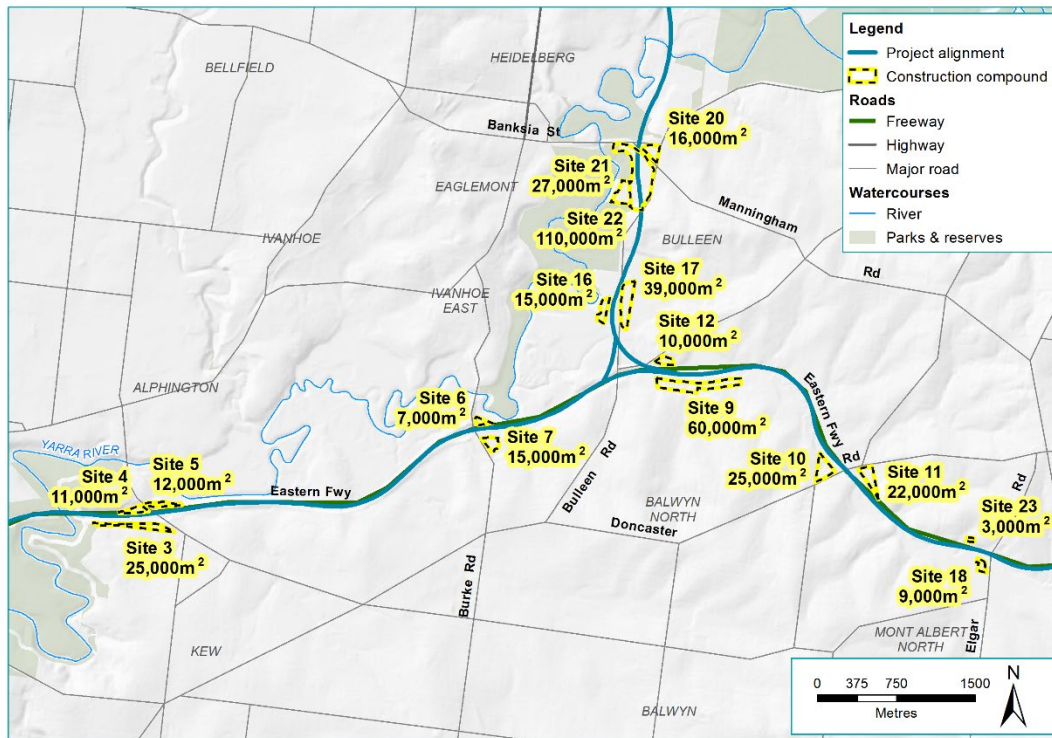 Legend
Project alignment
Construction compound
Roads
Freeway
Highway
Major road
Watercourses
River
Parks & reserves
HEIDELBERG
BELLFIELD
Banksia St
Site 20
16,000m²
Site 21
27,000m²
EAGLEMONT
Manningham
Rd
Site 22
110,000m²
BULLEEN
IVANHOE
Site 17
39,000m²
Site 16
15,000m²
IVANHOE
EAST
Site 12
10,000m²
ALPHINGTON
Eastern Fwy
Site 6
7,000m²
Site 9
60,000m²
Site 7
15,000m²
YARRA RIVER
Bulleen Rd
Site 10
25,000m²
Rd
Site 11
22,000m²
Rd
Site 4
11,000m²
Site 5
12,000m²
Eastern Fwy
BALWYN
NORTH
Doncaster
Site 23
3,000m²
Site 3
25,000m²
Site 18
9,000m²
Burke Rd
Elgar
MONT ALBERT
NORTH
KEW
BALWYN
0 375 750 1500
Metres
N